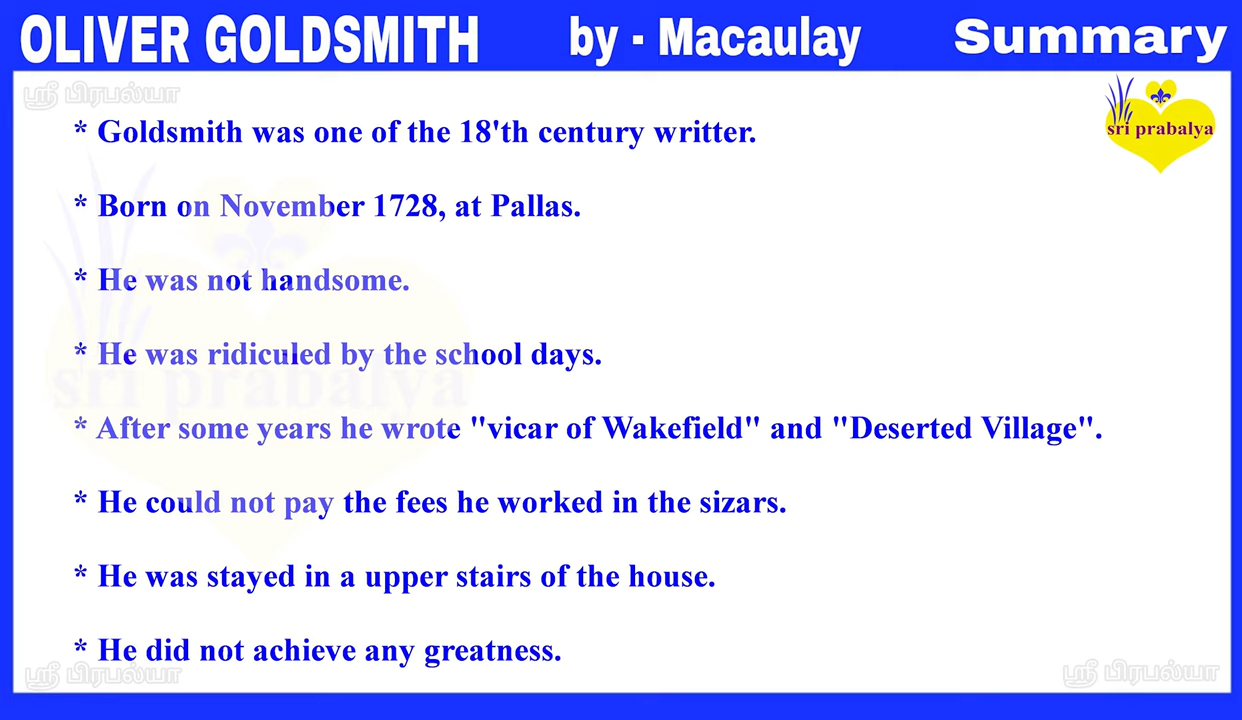 OLIVER GOLDSMITH by - Macaulay Summary
ஸ்ரீ பிரபல்யா
sri prabalya
* Goldsmith was one of the 18'th century writter.
* Born on November 1728, at Pallas.
* He was not handsome.
* He was ridiculed by the school days.
sri prabalya
* After some years he wrote "vicar of Wakefield" and "Deserted Village".
* He could not pay the fees he worked in the sizars.
* He was stayed in a upper stairs of the house.
* He did not achieve any greatness.
ஸ்ரீ பிரபல்யா ஸ்ரீ பிரபல்யா